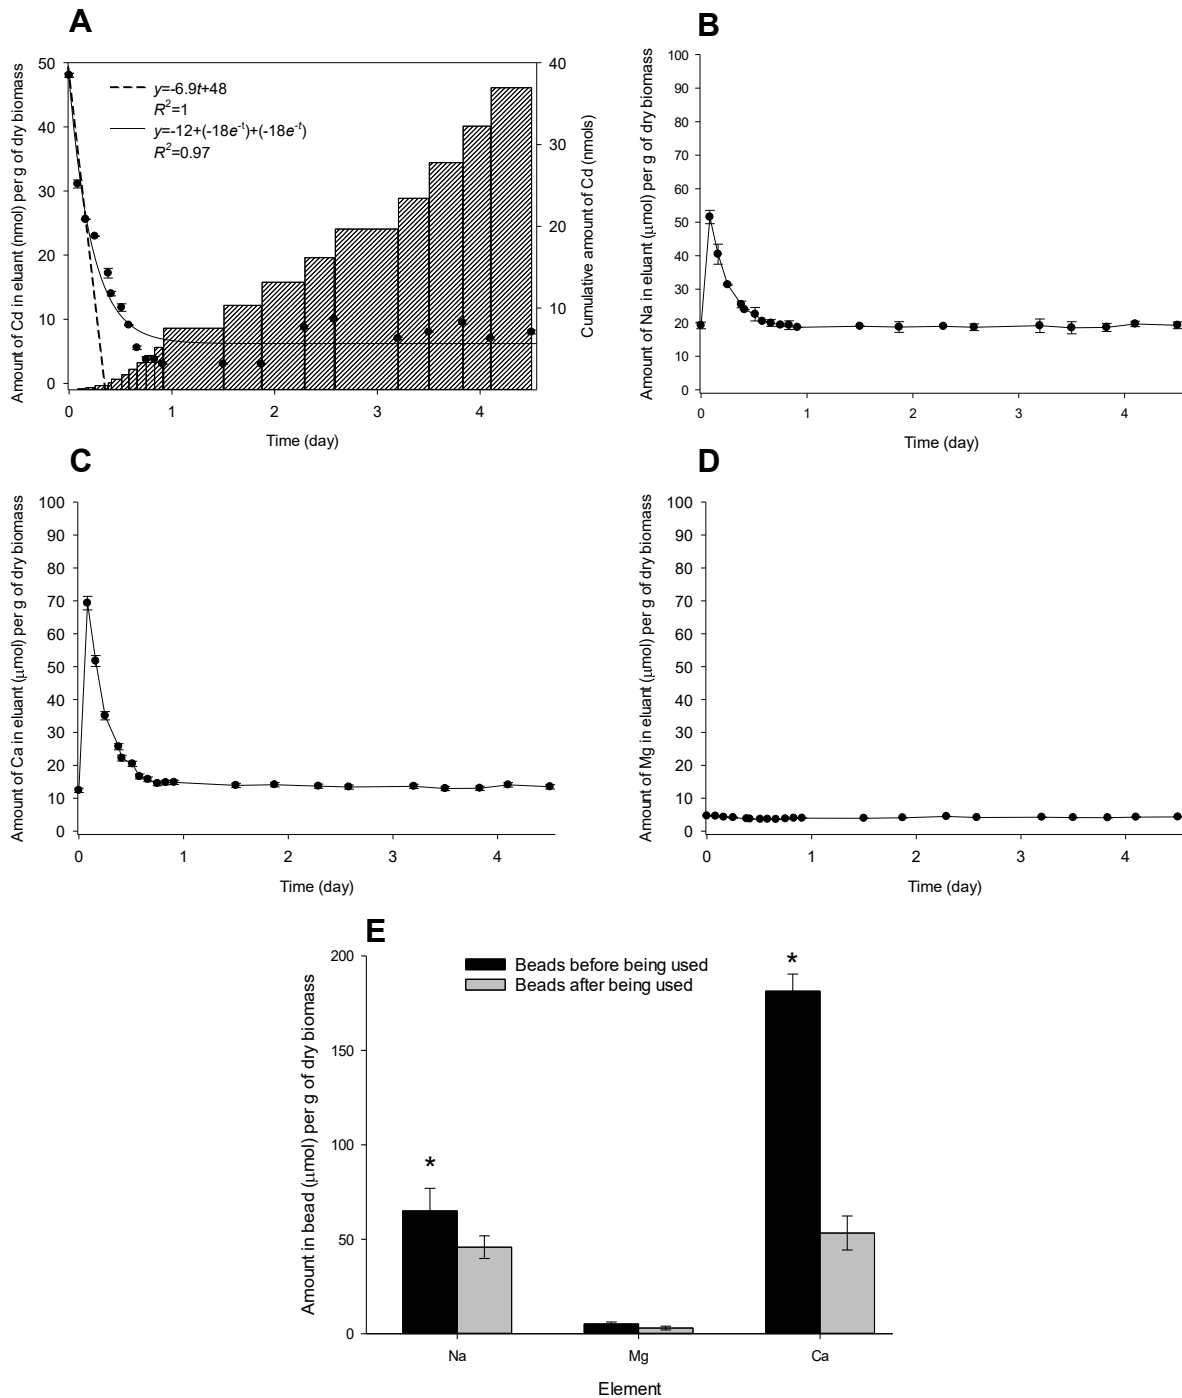 A
Amount of Cd in eluant (nmol) per g of dry biomass
50
40
30
20
10
0
y=-6.9t+48
R²=1
y=-12+(-18e⁻ᵗ)+(-18e⁻ᵗ)
R²=0.97
40
30
20
10
Cumulative amount of Cd (nmols)
0 1 2 3 4
Time (day)
B
Amount of Na in eluant (μmol) per g of dry biomass
100
90
80
70
60
50
40
30
20
10
0
0 1 2 3 4
Time (day)
C
Amount of Ca in eluant (μmol) per g of dry biomass
100
90
80
70
60
50
40
30
20
10
0
0 1 2 3 4
Time (day)
D
Amount of Mg in eluant (μmol) per g of dry biomass
100
90
80
70
60
50
40
30
20
10
0
0 1 2 3 4
Time (day)
E
Amount in bead (μmol) per g of dry biomass
200
150
100
50
0
Beads before being used
Beads after being used
*
*
Na Mg Ca
Element